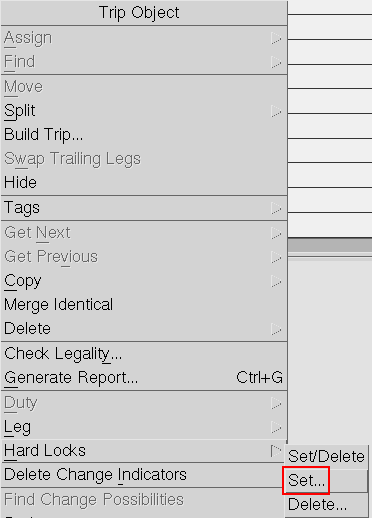 Trip Object
Assign
Find
Move
Split
Build Trip...
Swap Trailing Legs
Hide
Tags
Get Next
Get Previous
Copy
Merge Identical
Delete
Check Legality...
Generate Report... Ctrl+G
Duty
Leg
Hard Locks
Set/Delete
Delete Change Indicators
Set...
Find Change Possibilities
Delete...